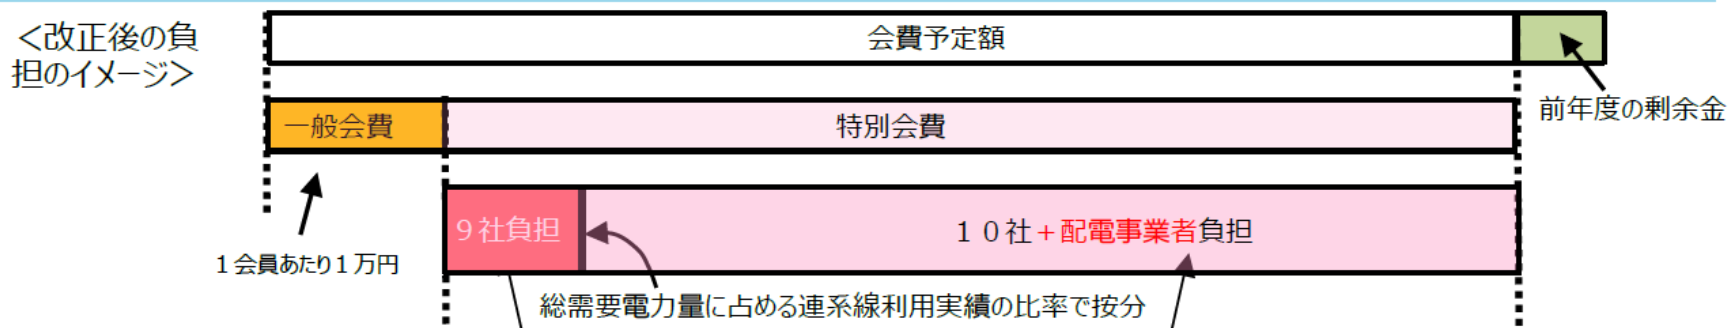 ＜改正後の負
担のイメージ＞
会費予定額
前年度の剰余金
一般会費
特別会費
９社負担
１０社＋配電事業者負担
１会員あたり１万円
総需要電力量に占める連系線利用実績の比率で按分